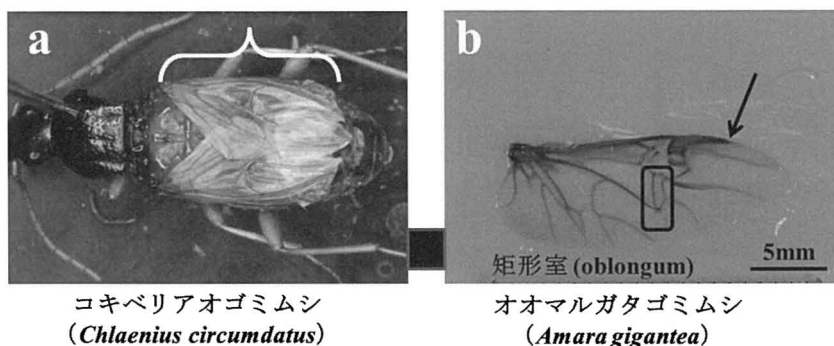 a
b
矩形室 (oblongum)
5mm
コキベリアオゴミムシ
(Chlaenius circumdatus)
オオマルガタゴミムシ
(Amara gigantea)